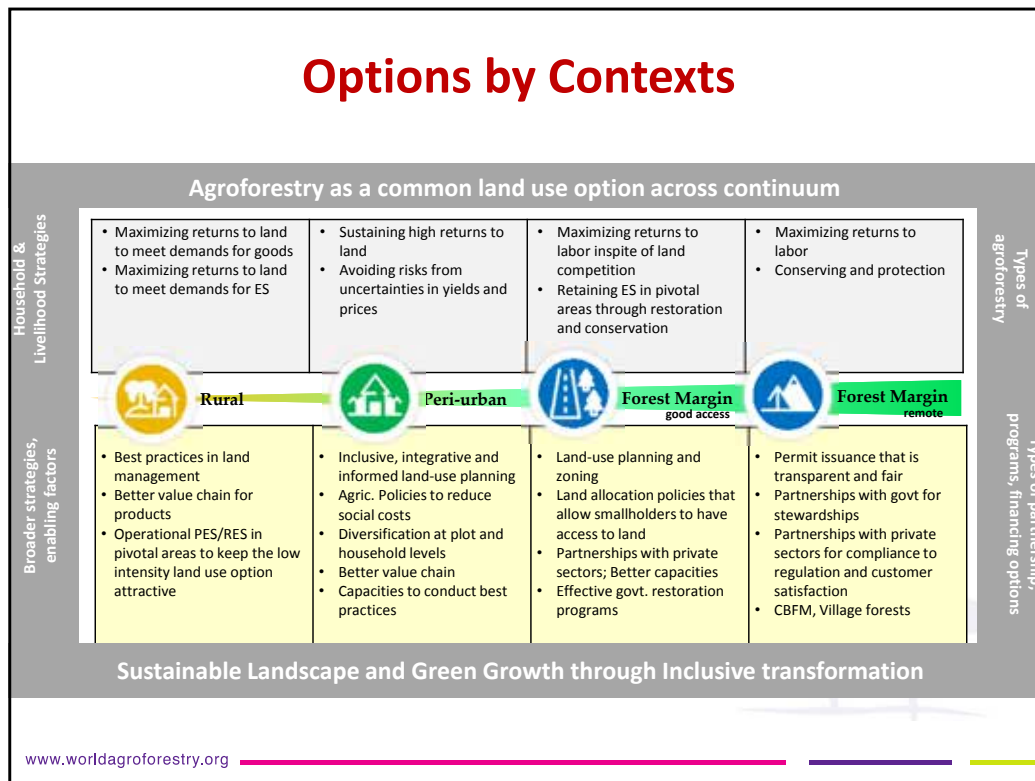 Options by Contexts
Agroforestry as a common land use option across continuum
Household &
Livelihood Strategies
• Maximizing returns to land
to meet demands for goods
• Maximizing returns to land
to meet demands for ES
• Sustaining high returns to
land
• Avoiding risks from
uncertainties in yields and
prices
• Maximizing returns to
labor inspite of land
competition
• Retaining ES in pivotal
areas through restoration
and conservation
• Maximizing returns to
labor
• Conserving and protection
Types of
agroforestry
Rural
Peri-urban
Forest Margin
good access
Forest Margin
remote
Broader strategies,
enabling factors
• Best practices in land
management
• Better value chain for
products
• Operational PES/RES in
pivotal areas to keep the low
intensity land use option
attractive
• Inclusive, integrative and
informed land-use planning
• Agric. Policies to reduce
social costs
• Diversification at plot and
household levels
• Better value chain
• Capacities to conduct best
practices
• Land-use planning and
zoning
• Land allocation policies that
allow smallholders to have
access to land
• Partnerships with private
sectors; Better capacities
• Effective govt. restoration
programs
• Permit issuance that is
transparent and fair
• Partnerships with govt for
stewardships
• Partnerships with private
sectors for compliance to
regulation and customer
satisfaction
• CBFM, Village forests
Types of partnership,
programs, financing options
Sustainable Landscape and Green Growth through Inclusive transformation
www.worldagroforestry.org